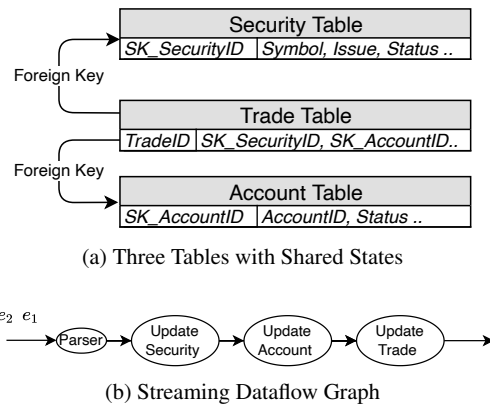 Security Table
SK_SecurityID Symbol, Issue, Status ..
Foreign Key
Trade Table
TradeID SK_SecurityID, SK_AccountID..
Foreign Key
Account Table
SK_AccountID AccountID, Status ..
(a) Three Tables with Shared States
e2 e1
Parser
Update Security
Update Account
Update Trade
(b) Streaming Dataflow Graph